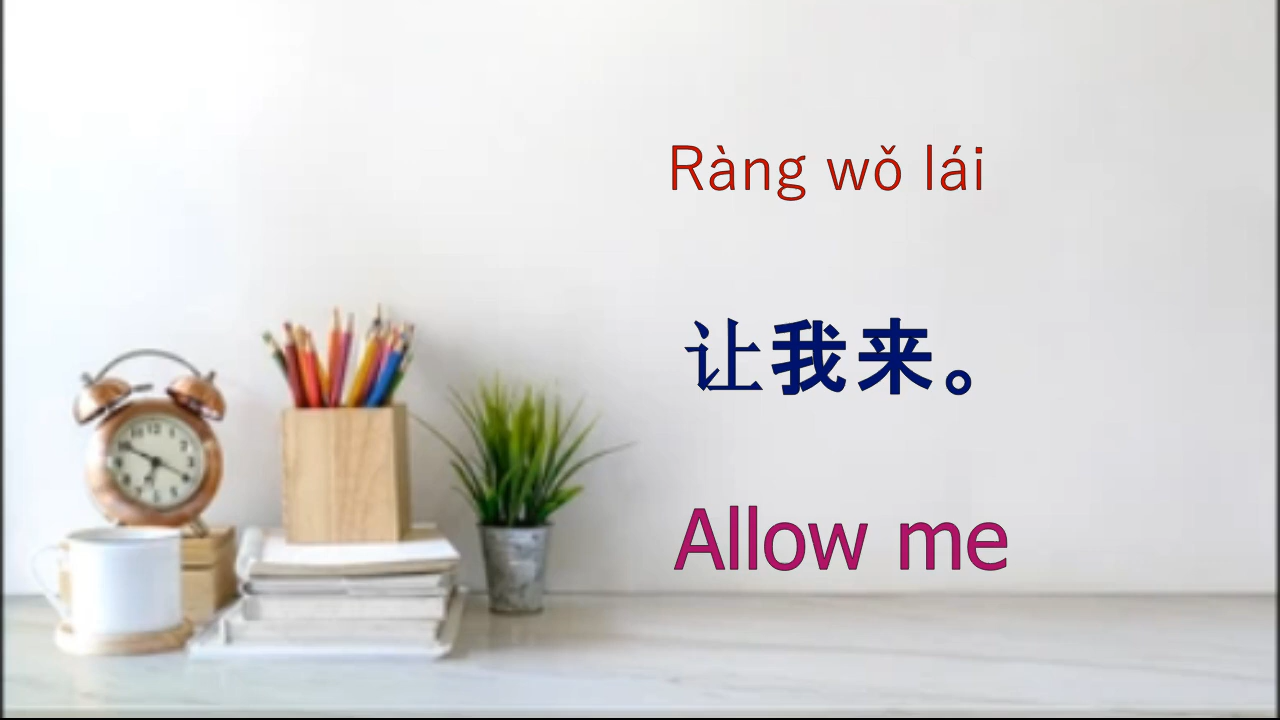 Ràng wǒ lái
让我来。
Allow me